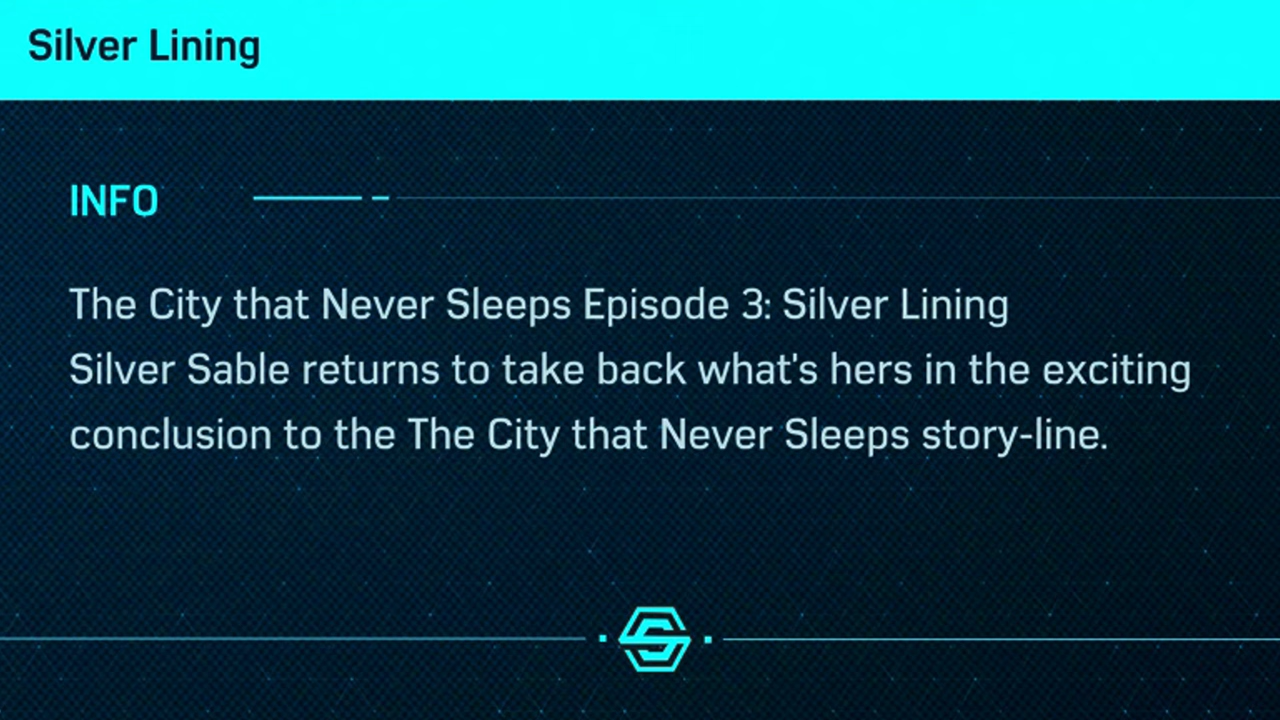 Silver Lining
INFO
The City that Never Sleeps Episode 3: Silver Lining
Silver Sable returns to take back what's hers in the exciting
conclusion to the The City that Never Sleeps story-line.